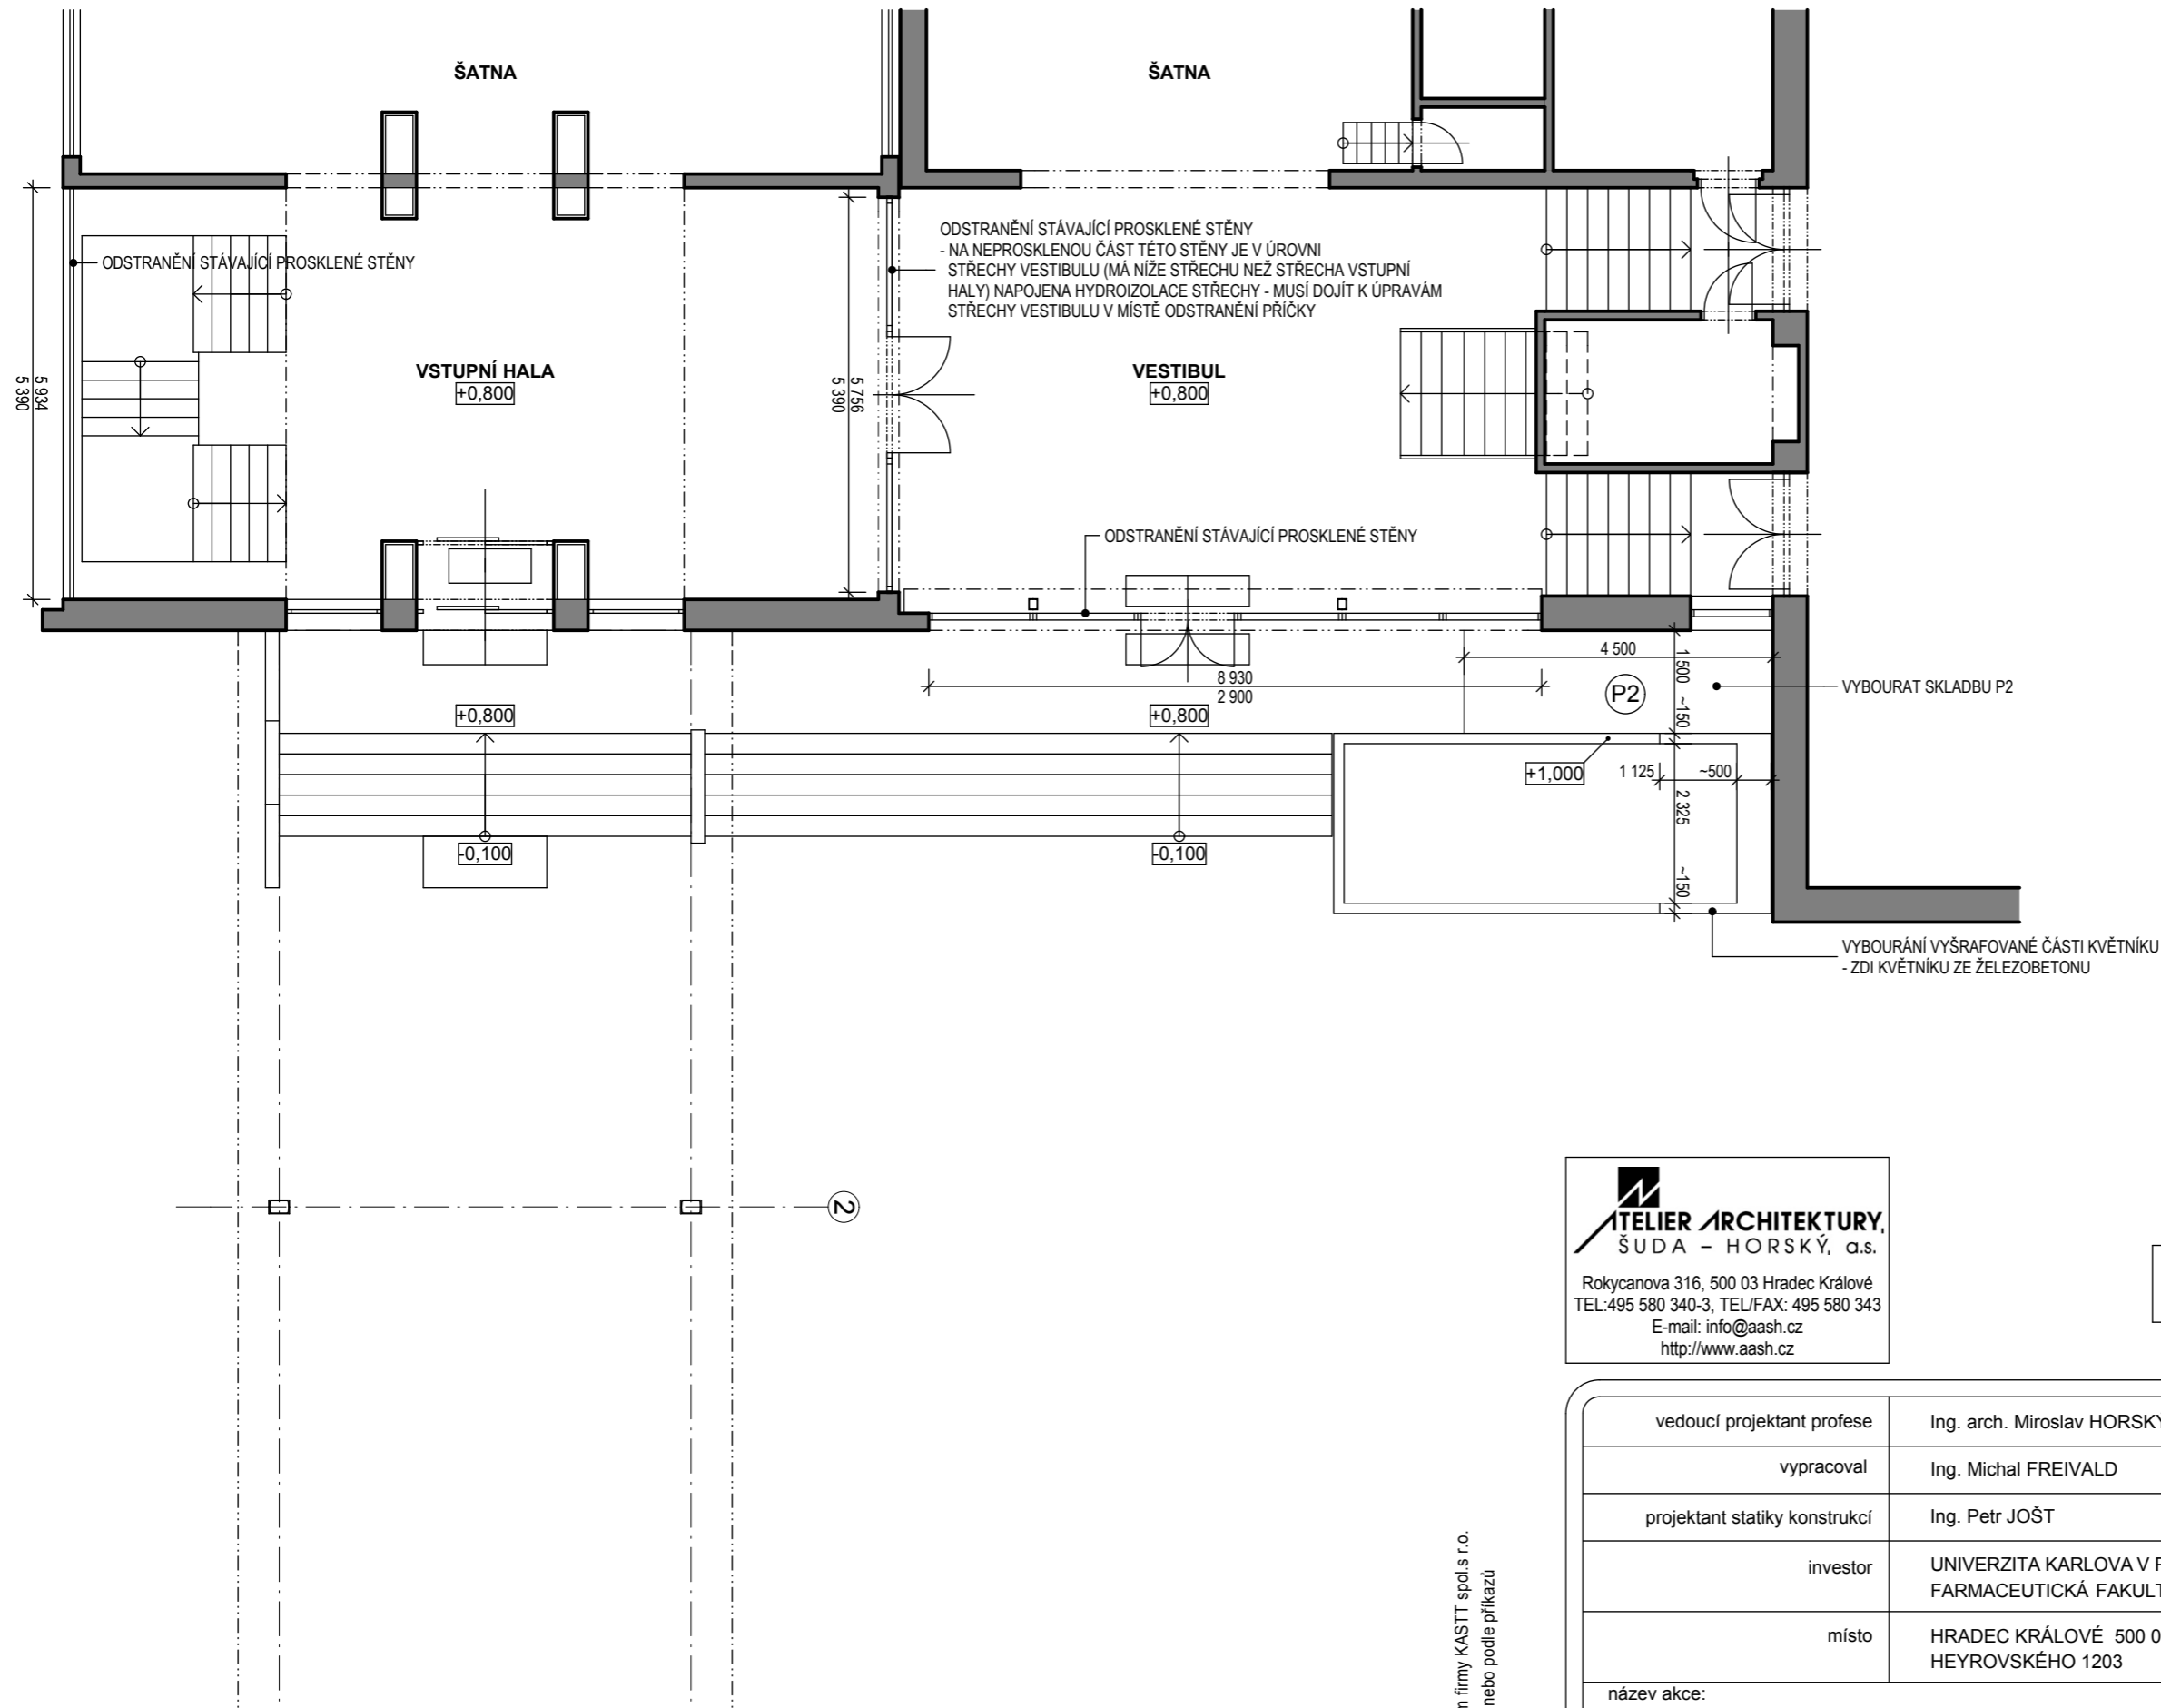 ŠATNA
ŠATNA
ODSTRANĚNÍ STÁVAJÍCÍ PROSKLENÉ STĚNY
ODSTRANĚNÍ STÁVAJÍCÍ PROSKLENÉ STĚNY
- NA NEPROSKLENOU ČÁST TÉTO STĚNY JE V ÚROVNI
STŘECHY VESTIBULU (MÁ NÍŽE STŘECHU NEŽ STŘECHA VSTUPNÍ
HALY) NAPOJENA HYDROIZOLACE STŘECHY - MUSÍ DOJÍT K ÚPRAVÁM
STŘECHY VESTIBULU V MÍSTĚ ODSTRANĚNÍ PŘÍČKY
5 934
5 390
VSTUPNÍ HALA
+0,800
5 756
5 390
VESTIBUL
+0,800
ODSTRANĚNÍ STÁVAJÍCÍ PROSKLENÉ STĚNY
8 930
2 900
4 500
1 500
~150
P2
VYBOURAT SKLADBU P2
+0,800
+0,800
+1,000
1 125
~500
2 325
~150
-0,100
-0,100
VYBOURÁNÍ VYŠRAFOVANÉ ČÁSTI KVĚTNÍKU
- ZDI KVĚTNÍKU ZE ŽELEZOBETONU
2
ATELIER ARCHITEKTURY,
ŠUDA – HORSKÝ, a.s.
Rokycanova 316, 500 03 Hradec Králové
TEL:495 580 340-3, TEL/FAX: 495 580 343
E-mail: info@aash.cz
http://www.aash.cz
vedoucí projektant profese
Ing. arch. Miroslav HORSKÝ
vypracoval
Ing. Michal FREIVALD
projektant statiky konstrukcí
Ing. Petr JOŠT
investor
UNIVERZITA KARLOVA V
FARMACEUTICKÁ
místo
HRADEC KRÁLOVÉ 500 0
HEYROVSKÉHO 1203
název akce:
firmy KASTT spol.s r.o.
nebo podle příkazů